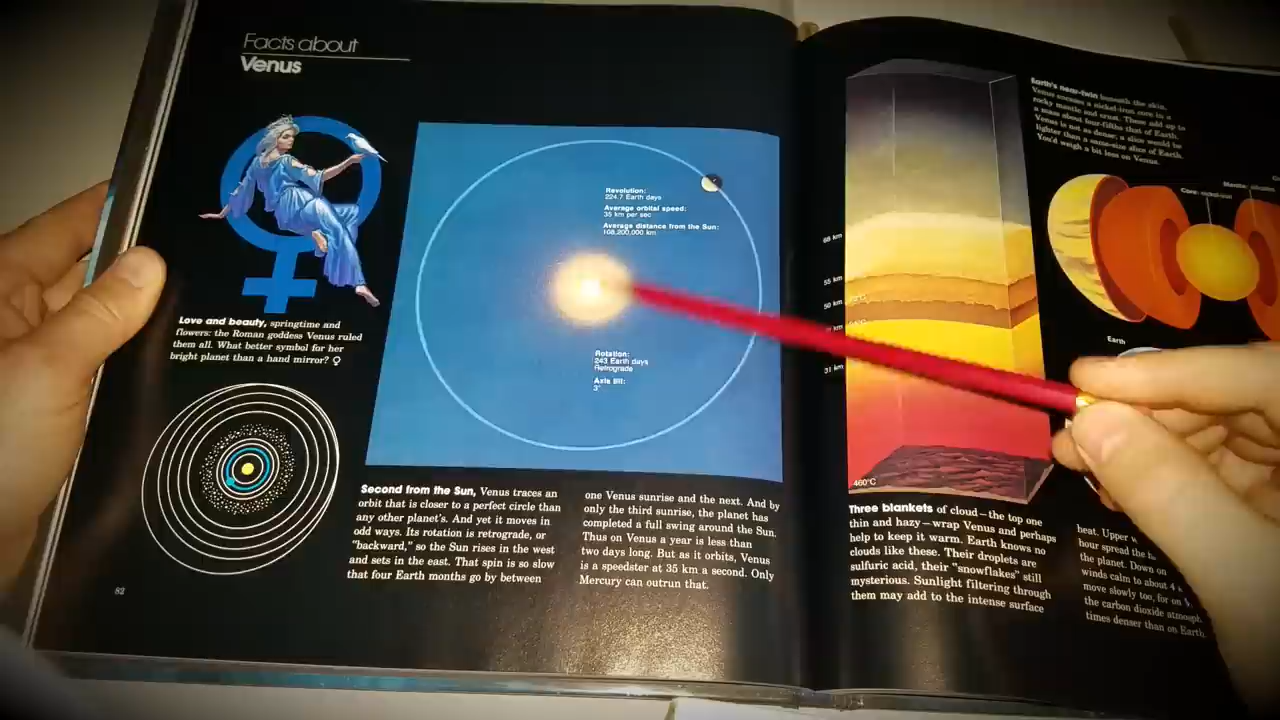 Facts about
Venus
Love and beauty, springtime and
flowers: the Roman goddess Venus ruled
them all. What better symbol for her
bright planet than a hand mirror? ♀
Revolution:
224.7 Earth days
Average orbital speed:
35 km per sec
Average distance from the Sun:
108,200,000 km
Rotation:
243 Earth days
Retrograde
Axis tilt:
3°
Second from the Sun, Venus traces an
orbit that is closer to a perfect circle than
any other planet's. And yet it moves in
odd ways. Its rotation is retrograde, or
"backward," so the Sun rises in the west
and sets in the east. That spin is so slow
that four Earth months go by between
one Venus sunrise and the next. And by
only the third sunrise, the planet has
completed a full swing around the Sun.
Thus on Venus a year is less than
two days long. But as it orbits, Venus
is a speedster at 35 km a second. Only
Mercury can outrun that.
82
68 km
55 km
50 km
km
31 km
460°C
Earth's near-twin beneath the skin,
Venus encases a nickel-iron core in a
rocky mantle and crust. These add up to
a mass about four-fifths that of Earth.
Venus is not as dense; a slice would be
lighter than a same-size slice of Earth.
You'd weigh a bit less on Venus.
Core: nickel-iron
Earth
Three blankets of cloud—the top one
thin and hazy—wrap Venus and perhaps
help to keep it warm. Earth knows no
clouds like these. Their droplets are
sulfuric acid, their "snowflakes" still
mysterious. Sunlight filtering through
them may add to the intense surface
heat. Upper
hour spread the
the planet. Down on
winds calm to about 4
move slowly too, for on
the carbon dioxide
times denser than on Earth.